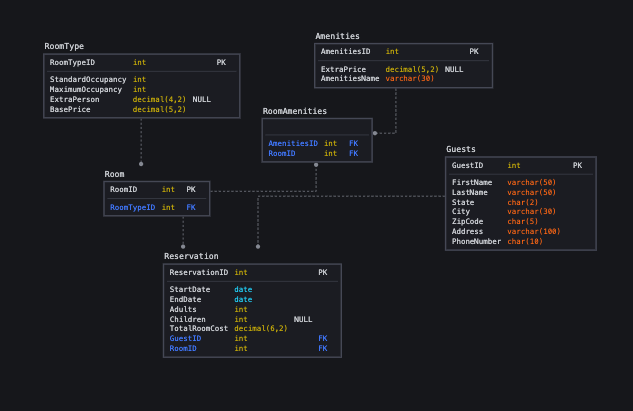 RoomType
RoomTypeID int PK
StandardOccupancy int
MaximumOccupancy int
ExtraPerson decimal(4,2) NULL
BasePrice decimal(5,2)
Amenities
AmenitiesID int PK
ExtraPrice decimal(5,2) NULL
AmenitiesName varchar(30)
RoomAmenities
AmenitiesID int FK
RoomID int FK
Guests
GuestID int PK
FirstName varchar(50)
LastName varchar(50)
State char(2)
City varchar(30)
ZipCode char(5)
Address varchar(100)
PhoneNumber char(10)
Room
RoomID int PK
RoomTypeID int FK
Reservation
ReservationID int PK
StartDate date
EndDate date
Adults int
Children int NULL
TotalRoomCost decimal(6,2)
GuestID int FK
RoomID int FK